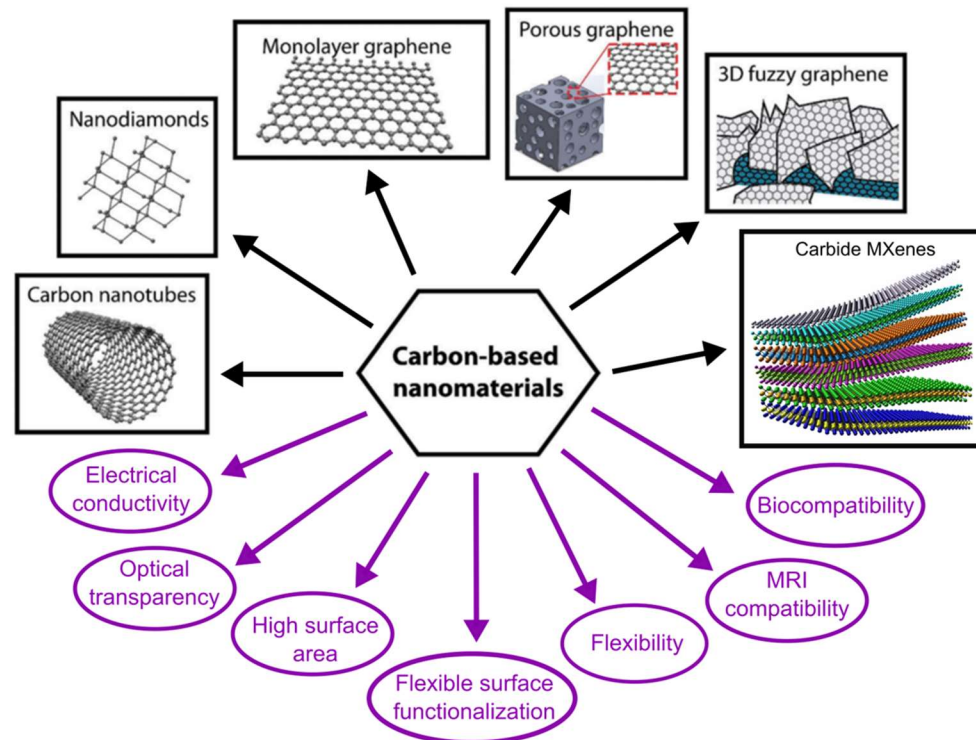 Monolayer graphene
Porous graphene
3D fuzzy graphene
Nanodiamonds
Carbide MXenes
Carbon nanotubes
Carbon-based
nanomaterials
Electrical
conductivity
Optical
transparency
High surface
area
Flexible surface
functionalization
Flexibility
MRI
compatibility
Biocompatibility